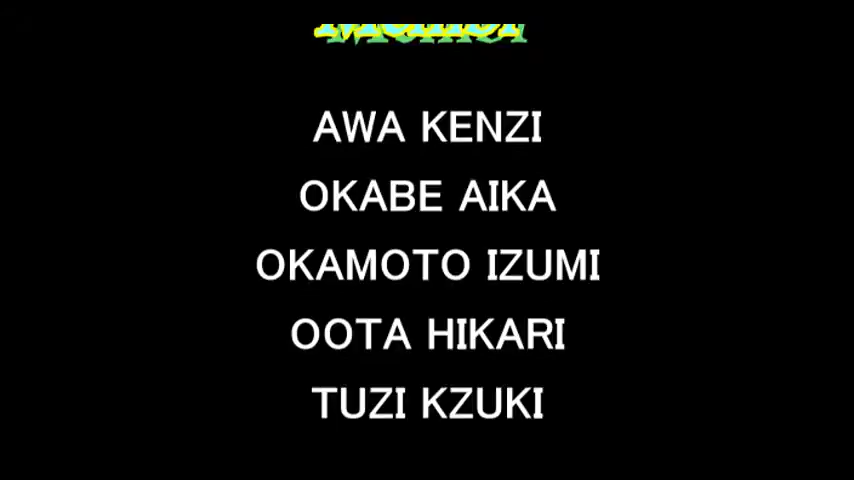 AWA KENZI
OKABE AIKA
OKAMOTO IZUMI
OOTA HIKARI
TUZI KZUKI